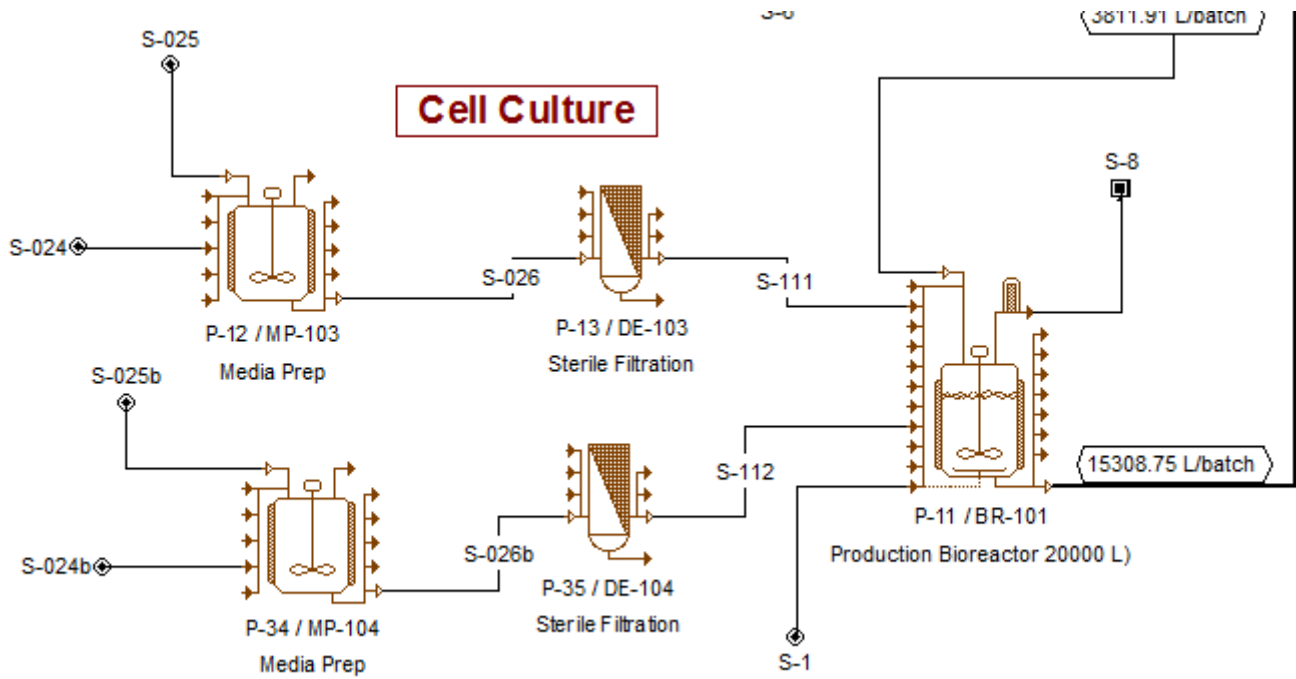 S-6
3811.91 L/batch
S-025
Cell Culture
S-8
S-024
S-026
S-111
P-12 / MP-103
Media Prep
P-13 / DE-103
Sterile Filtration
S-025b
S-112
15308.75 L/batch
P-11 / BR-101
Production Bioreactor 20000 L)
S-024b
S-026b
P-35 / DE-104
Sterile Filtration
P-34 / MP-104
Media Prep
S-1